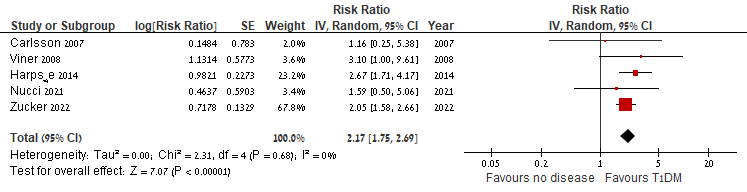 Risk Ratio Risk Ratio
Study or Subgroup log[Risk Ratio] SE Weight IV, Random, 95% CI Year IV, Random, 95% CI
Carlsson 2007 0.1484 0.783 2.0% 1.16 [0.25, 5.38] 2007
Viner 2008 1.1314 0.5773 3.6% 3.10 [1.00, 9.61] 2008
Harps,e 2014 0.9821 0.2273 23.2% 2.67 [1.71, 4.17] 2014
Nucci 2021 0.4637 0.5903 3.4% 1.59 [0.50, 5.06] 2021
Zucker 2022 0.7178 0.1329 67.8% 2.05 [1.58, 2.66] 2022
Total (95% CI) 100.0% 2.17 [1.75, 2.69]
Heterogeneity: Tau² = 0.00; Chi² = 2.31, df = 4 (P = 0.68); I² = 0%
Test for overall effect: Z = 7.07 (P < 0.00001)
0.05 0.2 1 5 20
Favours no disease Favours T1DM